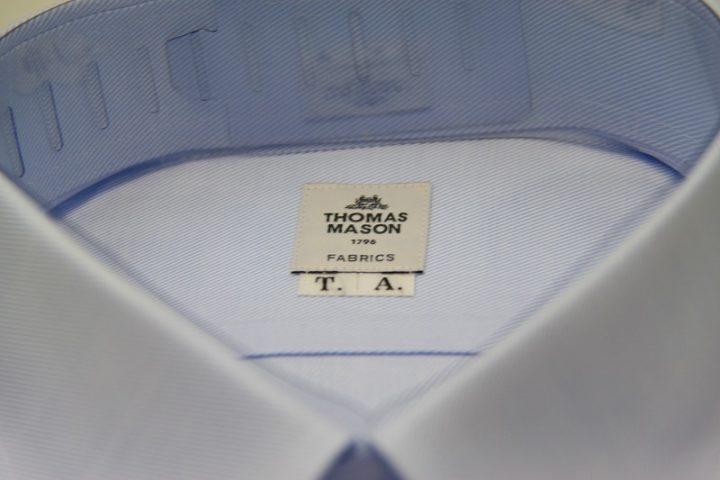 THOMAS
MASON
1796
FABRICS
T. A.